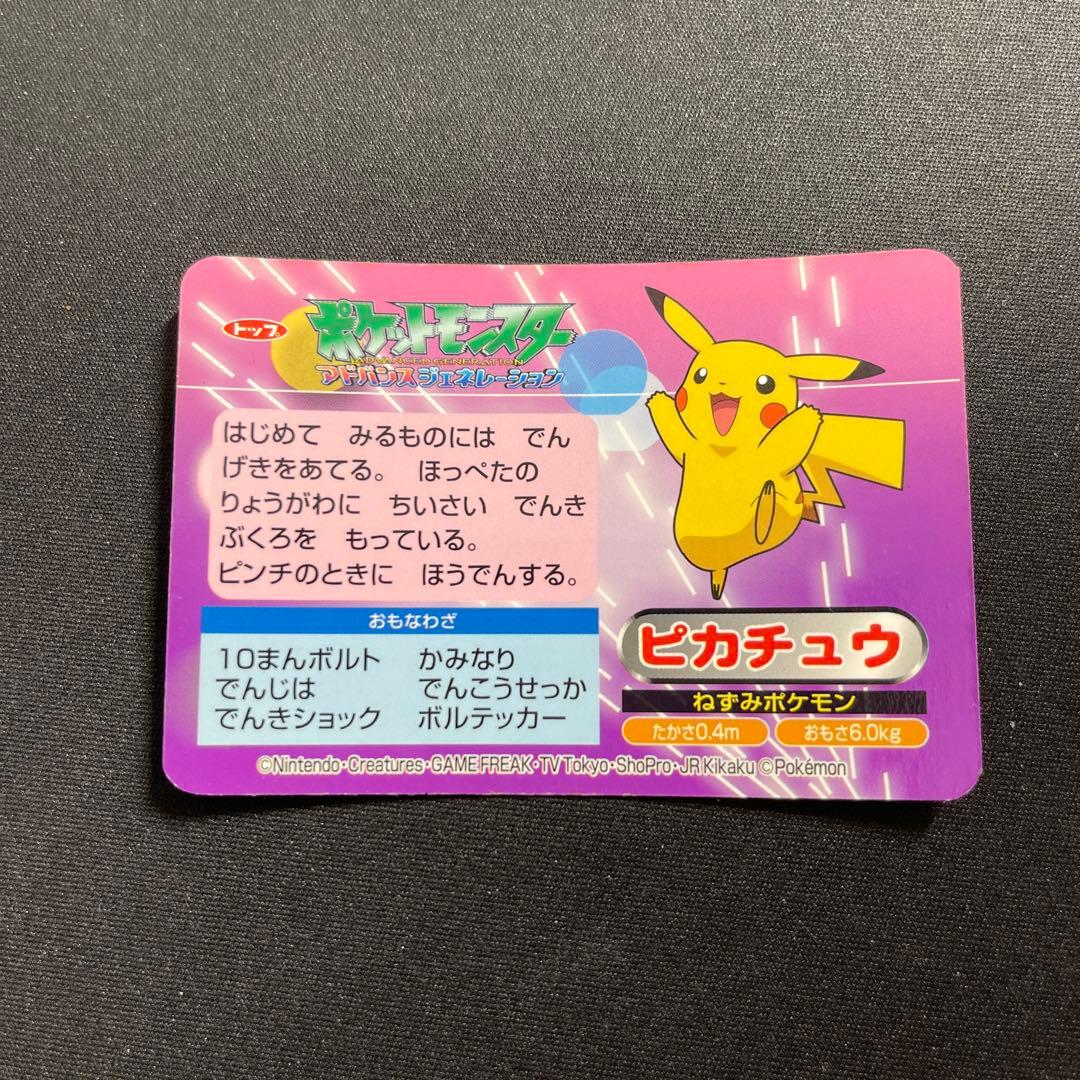 トップ
ポケットモンスター
ADVANCED GENERATION
アドバンスジェネレーション
はじめて みるものには でん
げきをあてる。 ほっぺたの
りょうがわに ちいさい でんき
ぶくろを もっている。
ピンチのときに ほうでんする。
おもなわざ
10まんボルト かみなり
でんじは でんこうせっか
でんきショック ボルテッカー
ピカチュウ
ねずみポケモン
たかさ0.4m おもさ6.0kg
©Nintendo・Creatures・GAME FREAK・TV Tokyo・ShoPro・JR Kikaku ©Pokémon